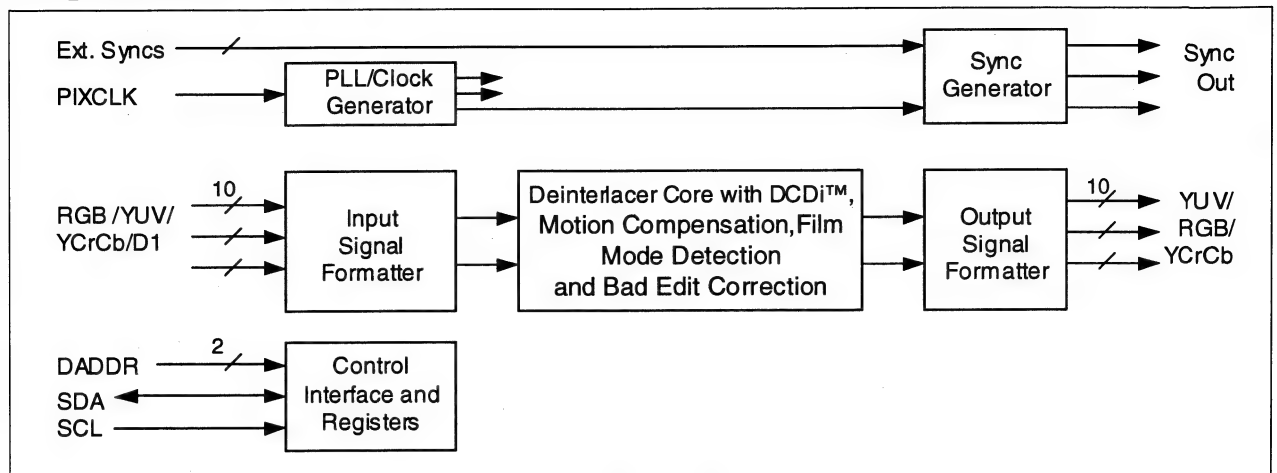 Ext. Syncs
PIXCLK
PLL/Clock
Generator
Sync
Generator
Sync
Out
RGB/YUV/
YCrCb/D1
10
Input
Signal
Formatter
Deinterlacer Core with DCDi™,
Motion Compensation,Film
Mode Detection
and Bad Edit Correction
Output
Signal
Formatter
10
YUV/
RGB/
YCrCb
DADDR
2
SDA
SCL
Control
Interface and
Registers